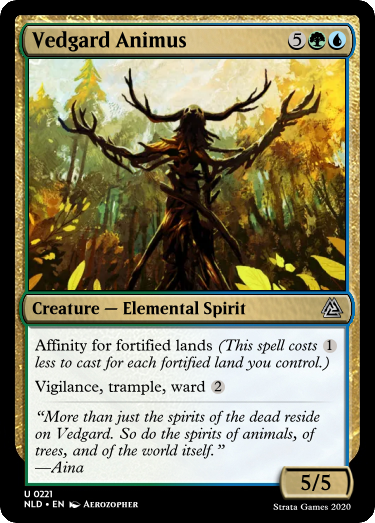 Vedgard Animus 5
Creature — Elemental Spirit
Affinity for fortified lands (This spell costs 1
less to cast for each fortified land you control.)
Vigilance, trample, ward 2
“More than just the spirits of the dead reside
on Vedgard. So do the spirits of animals, of
trees, and of the world itself.”
—Aina
5/5
U 0221
NLD • EN Aerozopher
Strata Games 2020